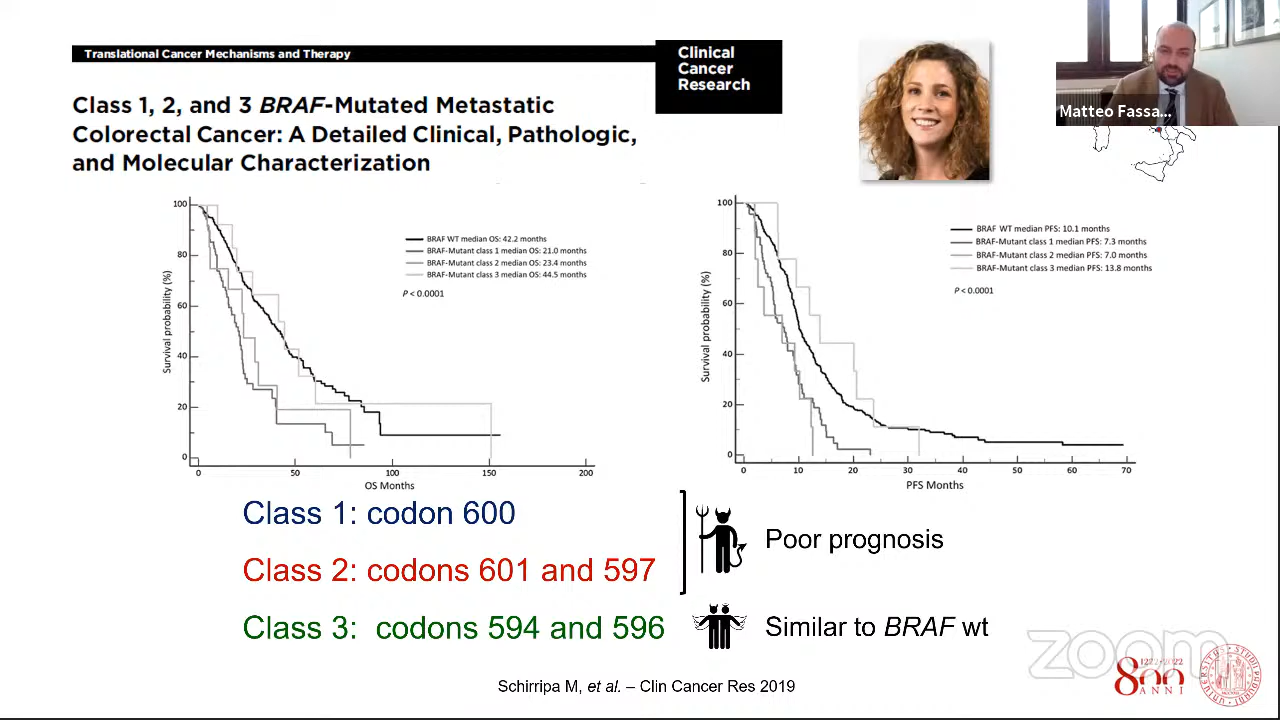 Translational Cancer Mechanisms and Therapy
Clinical
Cancer
Research
Class 1, 2, and 3 BRAF-Mutated Metastatic
Colorectal Cancer: A Detailed Clinical, Pathologic,
and Molecular Characterization
Matteo Fassa...
100
80
60
40
20
0
Survival probability (%)
BRAF WT median OS: 42.2 months
BRAF-Mutant class 1 median OS: 21.0 months
BRAF-Mutant class 2 median OS: 23.4 months
BRAF-Mutant class 3 median OS: 44.5 months
P < 0.0001
0 50 100 150 200
OS Months
100
80
60
40
20
0
Survival probability (%)
BRAF WT median PFS: 10.1 months
BRAF-Mutant class 1 median PFS: 7.3 months
BRAF-Mutant class 2 median PFS: 7.0 months
BRAF-Mutant class 3 median PFS: 13.8 months
P < 0.0001
0 10 20 30 40 50 60 70
PFS Months
Class 1: codon 600
Class 2: codons 601 and 597
Poor prognosis
Class 3: codons 594 and 596
Similar to BRAF wt
Schirripa M, et al. – Clin Cancer Res 2019
zoom
1222·2022
800
ANNI